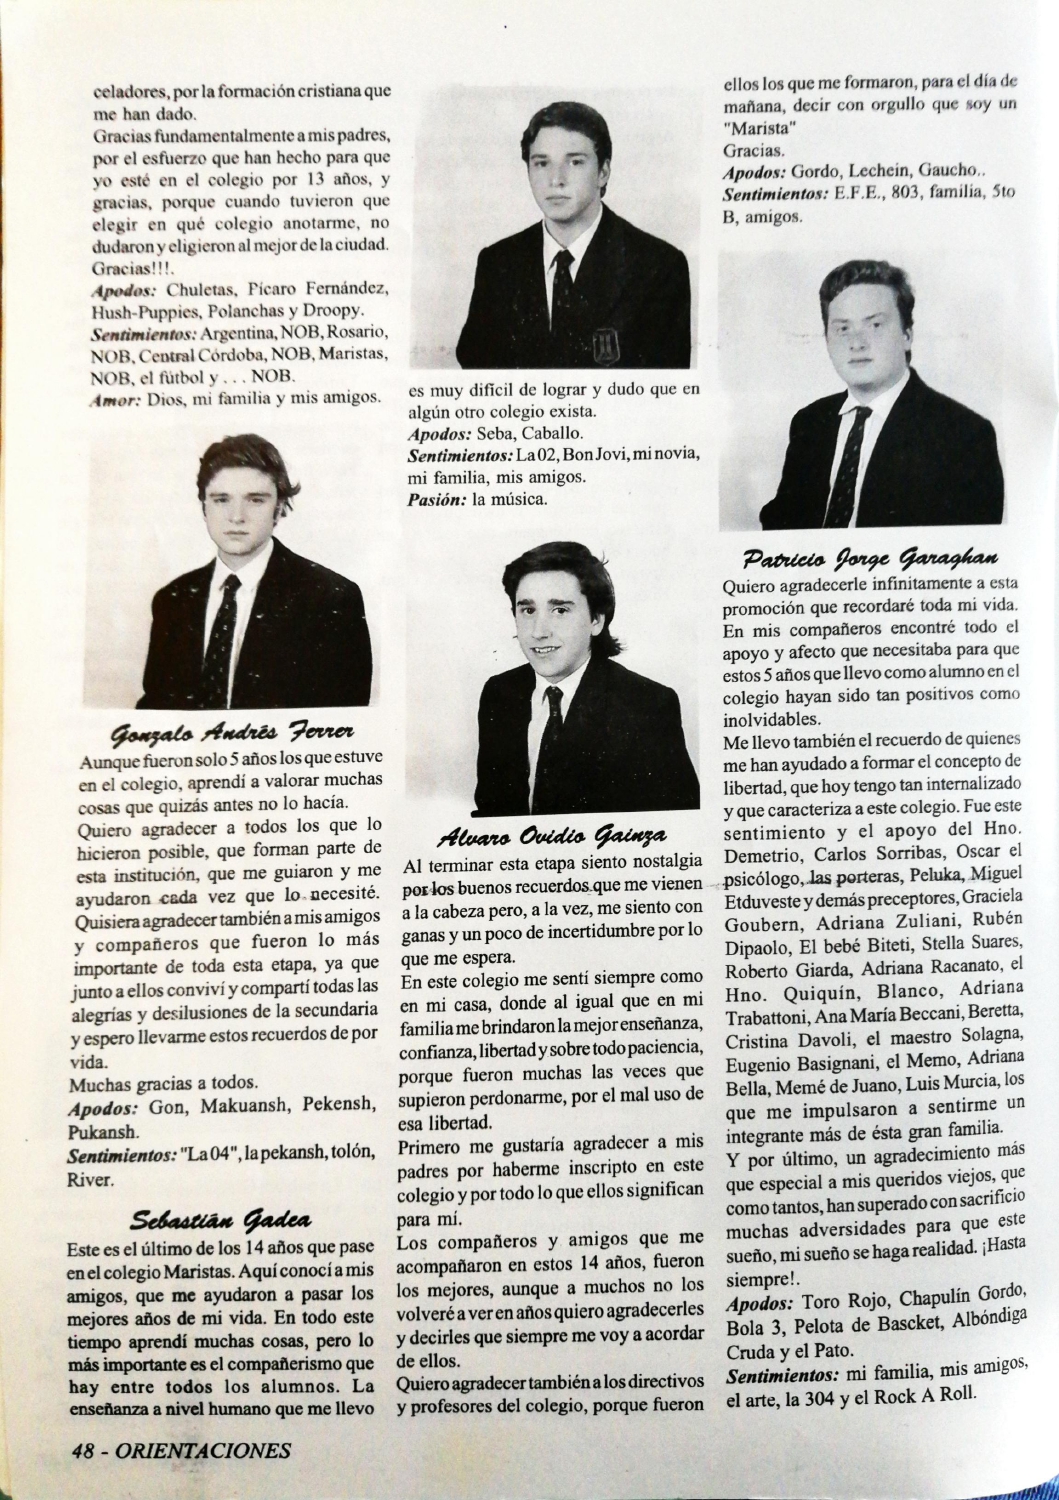 celadores, por la formación cristiana que
me han dado.
Gracias fundamentalmente a mis padres,
por el esfuerzo que han hecho para que
yo esté en el colegio por 13 años, y
gracias, porque cuando tuvieron que
elegir en qué colegio anotarme, no
dudaron y eligieron al mejor de la ciudad.
Gracias!!!.
Apodos: Chuletas, Pícaro Fernández,
Hush-Puppies, Polanchas y Droopy.
Sentimientos: Argentina, NOB, Rosario,
NOB, Central Córdoba, NOB, Maristas,
NOB, el fútbol y . . . NOB.
Amor: Dios, mi familia y mis amigos.
Gonzalo Andrés Ferrer
Aunque fueron solo 5 años los que estuve
en el colegio, aprendí a valorar muchas
cosas que quizás antes no lo hacía.
Quiero agradecer a todos los que lo
hicieron posible, que forman parte de
esta institución, que me guiaron y me
ayudaron cada vez que lo necesité.
Quisiera agradecer también a mis amigos
y compañeros que fueron lo más
importante de toda esta etapa, ya que
junto a ellos conviví y compartí todas las
alegrías y desilusiones de la secundaria
y espero llevarme estos recuerdos de por
vida.
Muchas gracias a todos.
Apodos: Gon, Makuansh, Pekensh,
Pukansh.
Sentimientos: "La 04", la pekansh, tolón,
River.
Sebastián Gadea
Este es el último de los 14 años que pase
en el colegio Maristas. Aquí conocí a mis
amigos, que me ayudaron a pasar los
mejores años de mi vida. En todo este
tiempo aprendí muchas cosas, pero lo
más importante es el compañerismo que
hay entre todos los alumnos. La
enseñanza a nivel humano que me llevo
es muy difícil de lograr y dudo que en
algún otro colegio exista.
Apodos: Seba, Caballo.
Sentimientos: La 02, Bon Jovi, mi novia,
mi familia, mis amigos.
Pasión: la música.
Alvaro Ovidio Gainza
Al terminar esta etapa siento nostalgia
por los buenos recuerdos que me vienen
a la cabeza pero, a la vez, me siento con
ganas y un poco de incertidumbre por lo
que me espera.
En este colegio me sentí siempre como
en mi casa, donde al igual que en mi
familia me brindaron la mejor enseñanza,
confianza, libertad y sobre todo paciencia,
porque fueron muchas las veces que
supieron perdonarme, por el mal uso de
esa libertad.
Primero me gustaría agradecer a mis
padres por haberme inscripto en este
colegio y por todo lo que ellos significan
para mí.
Los compañeros y amigos que me
acompañaron en estos 14 años, fueron
los mejores, aunque a muchos no los
volveré a ver en años quiero agradecerles
y decirles que siempre me voy a acordar
de ellos.
Quiero agradecer también a los directivos
y profesores del colegio, porque fueron
ellos los que me formaron, para el día de
mañana, decir con orgullo que soy un
"Marista"
Gracias.
Apodos: Gordo, Lechein, Gaucho..
Sentimientos: E.F.E., 803, familia, 5to
B, amigos.
Patricio Jorge Garaghan
Quiero agradecerle infinitamente a esta
promoción que recordaré toda mi vida.
En mis compañeros encontré todo el
apoyo y afecto que necesitaba para que
estos 5 años que llevo como alumno en el
colegio hayan sido tan positivos como
inolvidables.
Me llevo también el recuerdo de quienes
me han ayudado a formar el concepto de
libertad, que hoy tengo tan internalizado
y que caracteriza a este colegio. Fue este
sentimiento y el apoyo del Hno.
Demetrio, Carlos Sorribas, Oscar el
psicólogo, las porteras, Peluka, Miguel
Etduveste y demás preceptores, Graciela
Goubern, Adriana Zuliani, Rubén
Dipaolo, El bebé Biteti, Stella Suares,
Roberto Giarda, Adriana Racanato, el
Hno. Quiquín, Blanco, Adriana
Trabattoni, Ana María Beccani, Beretta,
Cristina Davoli, el maestro Solagna,
Eugenio Basignani, el Memo, Adriana
Bella, Memé de Juano, Luis Murcia, los
que me impulsaron a sentirme un
integrante más de ésta gran familia.
Y por último, un agradecimiento más
que especial a mis queridos viejos, que
como tantos, han superado con sacrificio
muchas adversidades para que este
sueño, mi sueño se haga realidad. ¡Hasta
siempre!.
Apodos: Toro Rojo, Chapulín Gordo,
Bola 3, Pelota de Bascket, Albóndiga
Cruda y el Pato.
Sentimientos: mi familia, mis amigos,
el arte, la 304 y el Rock A Roll.
48 - ORIENTACIONES